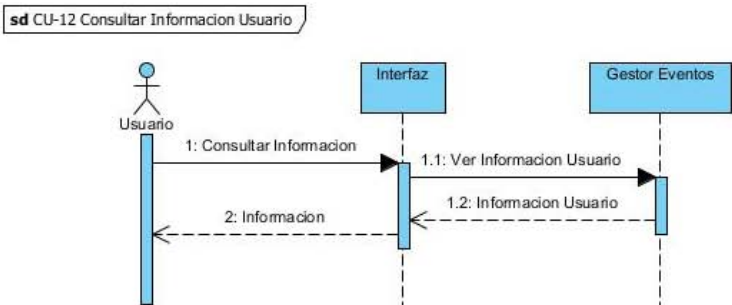 sd CU-12 Consultar Informacion Usuario
Interfaz
Gestor Eventos
Usuario
1: Consultar Informacion
1.1: Ver Informacion Usuario
1.2: Informacion Usuario
2: Informacion